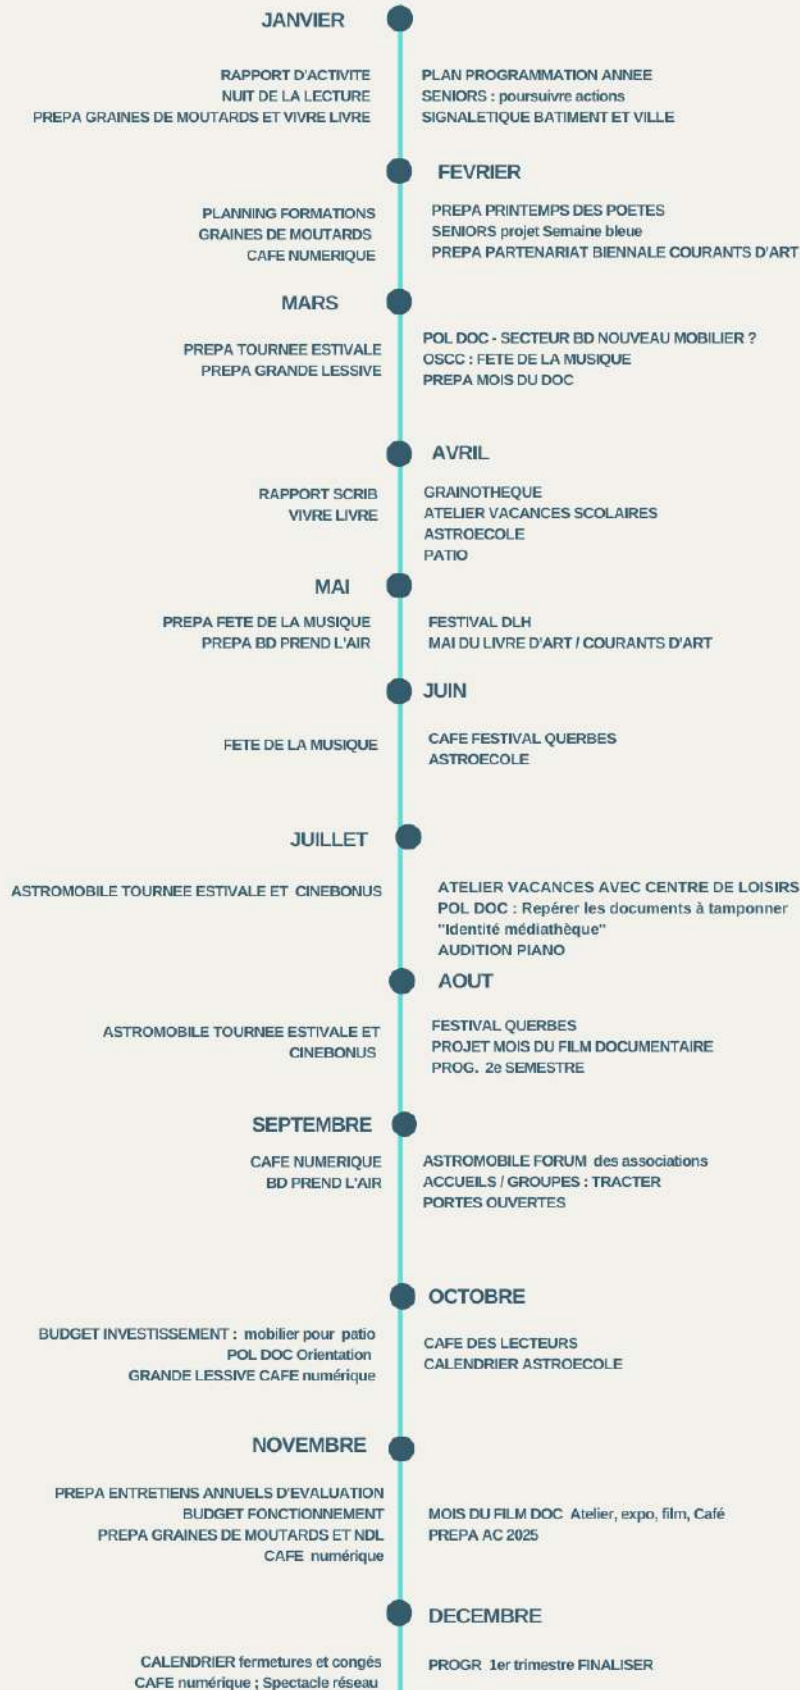 JANVIER
RAPPORT D'ACTIVITE
NUIT DE LA LECTURE
PREPA GRAINES DE MOUTARDS ET VIVRE LIVRE
PLAN PROGRAMMATION ANNEE
SENIORS : poursuivre actions
SIGNALETIQUE BATIMENT ET VILLE
FEVRIER
PLANNING FORMATIONS
GRAINES DE MOUTARDS
CAFE NUMERIQUE
PREPA PRINTEMPS DES POETES
SENIORS projet Semaine bleue
PREPA PARTENARIAT BIENNALE COURANTS D'ART
MARS
PREPA TOURNEE ESTIVALE
PREPA GRANDE LESSIVE
POL DOC - SECTEUR BD NOUVEAU MOBILIER ?
OSCC : FETE DE LA MUSIQUE
PREPA MOIS DU DOC
AVRIL
RAPPORT SCRIB
VIVRE LIVRE
GRAINOTHEQUE
ATELIER VACANCES SCOLAIRES
ASTROECOLE
PATIO
MAI
PREPA FETE DE LA MUSIQUE
PREPA BD PREND L'AIR
FESTIVAL DLH
MAI DU LIVRE D'ART / COURANTS D'ART
JUIN
FETE DE LA MUSIQUE
CAFE FESTIVAL QUERBES
ASTROECOLE
JUILLET
ASTROMOBILE TOURNEE ESTIVALE ET CINEBONUS
ATELIER VACANCES AVEC CENTRE DE LOISIRS
POL DOC : Repérer les documents à tamponner
"Identité médiathèque"
AUDITION PIANO
AOUT
ASTROMOBILE TOURNEE ESTIVALE ET
CINEBONUS
FESTIVAL QUERBES
PROJET MOIS DU FILM DOCUMENTAIRE
PROG. 2e SEMESTRE
SEPTEMBRE
CAFE NUMERIQUE
BD PREND L'AIR
ASTROMOBILE FORUM des associations
ACCUEILS / GROUPES : TRACTER
PORTES OUVERTES
OCTOBRE
BUDGET INVESTISSEMENT : mobilier pour patio
POL DOC Orientation
GRANDE LESSIVE CAFE numérique
CAFE DES LECTEURS
CALENDRIER ASTROECOLE
NOVEMBRE
PREPA ENTRETIENS ANNUELS D'EVALUATION
BUDGET FONCTIONNEMENT
PREPA GRAINES DE MOUTARDS ET NDL
CAFE numérique
MOIS DU FILM DOC Atelier, expo, film, Café
PREPA AC 2025
DECEMBRE
CALENDRIER fermetures et congés
CAFE numérique ; Spectacle réseau
PROGR 1er trimestre FINALISER